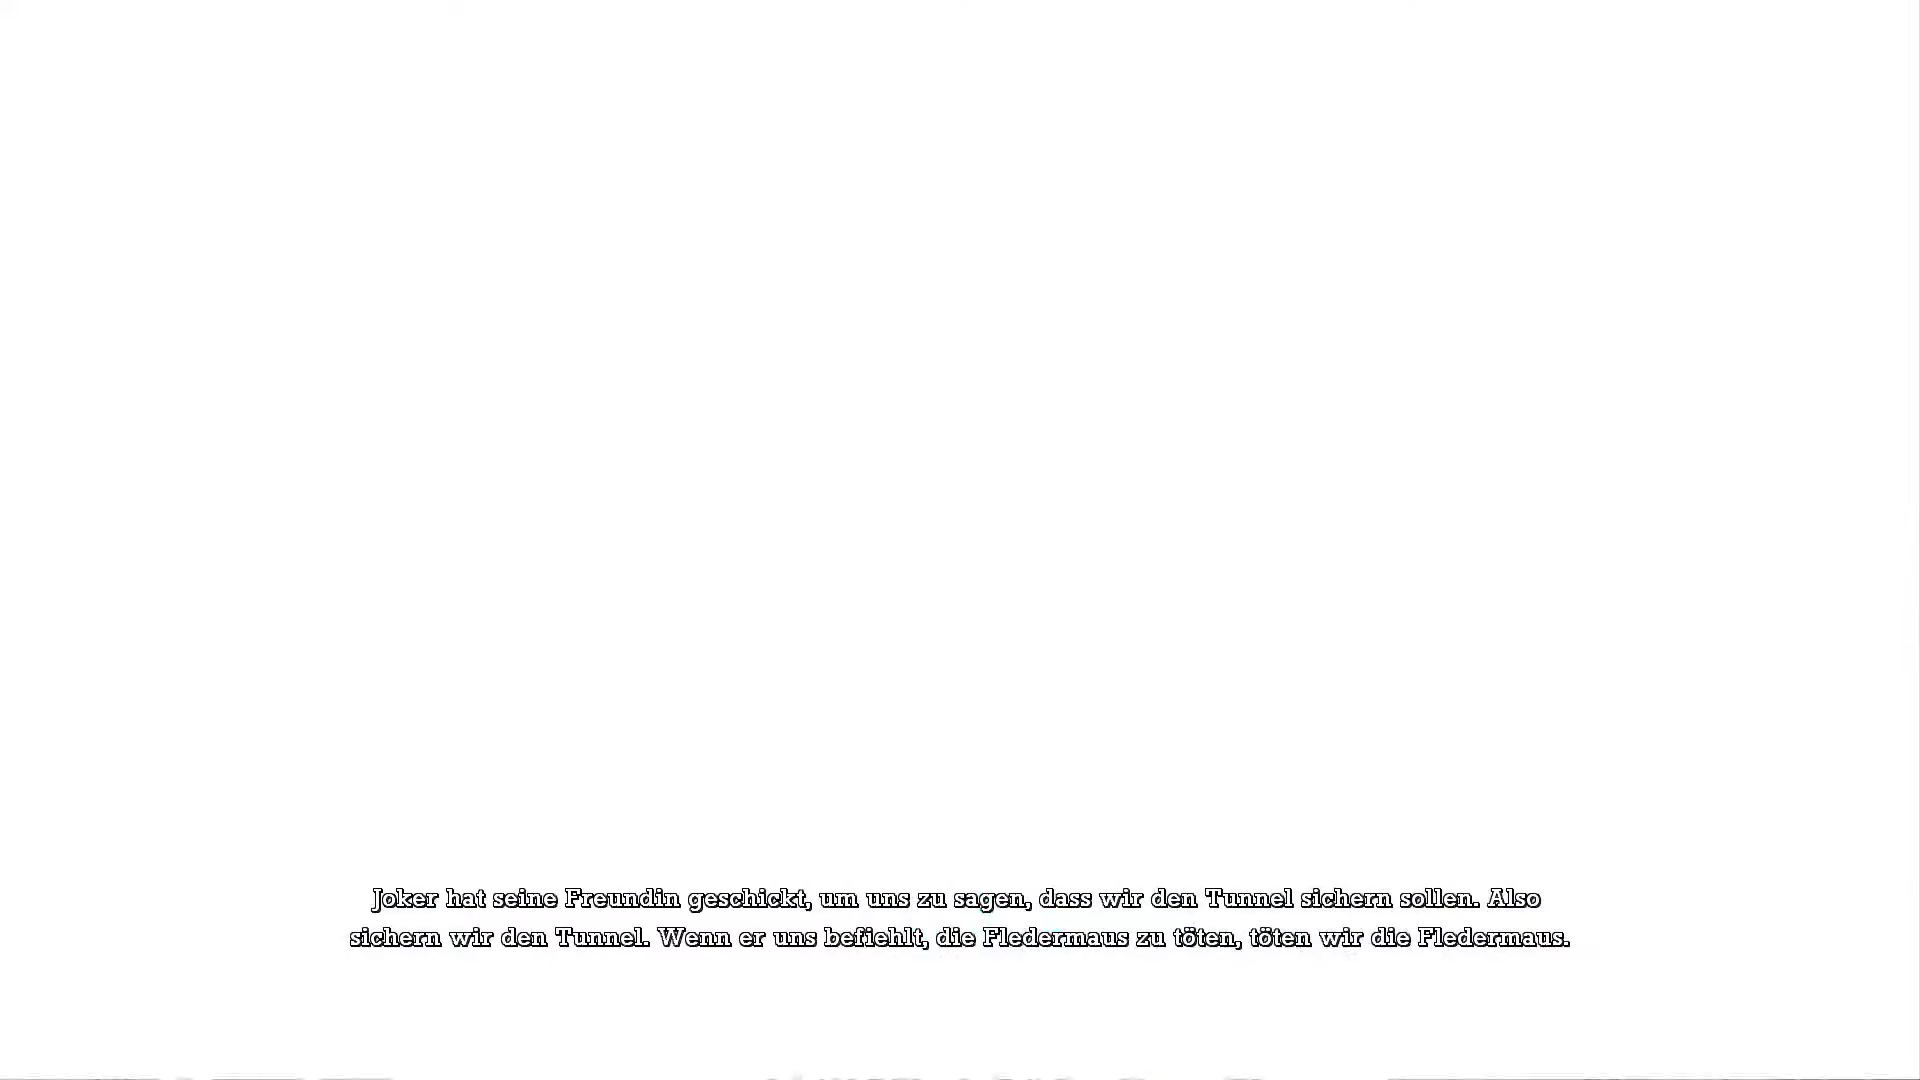 Joker hat seine Freundin geschickt, um uns zu sagen, dass wir den Tunnel sichern sollen. Also
sichern wir den Tunnel. Wenn er uns befiehlt, die Fledermaus zu töten, töten wir die Fledermaus.